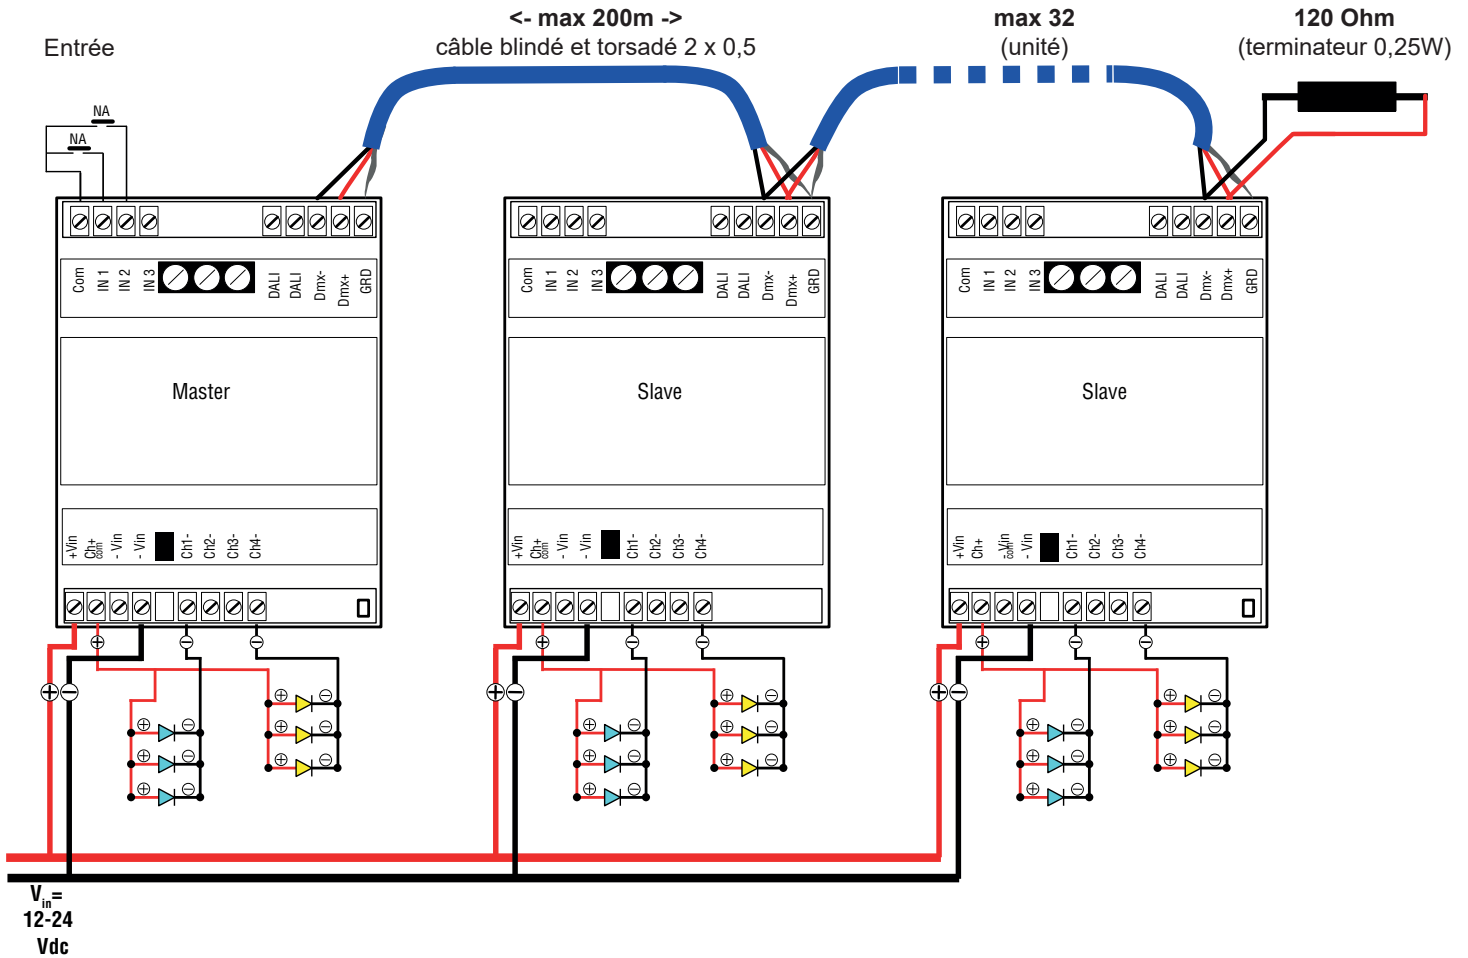 <- max 200m ->
câble blindé et torsadé 2 x 0,5
max 32
(unité)
120 Ohm
(terminateur 0,25W)
Entrée
NA
NA
Com
IN 1
IN 2
IN 3
DALI
DALI
Dmx-
Dmx+
GRD
Com
IN 1
IN 2
IN 3
DALI
DALI
Dmx-
Dmx+
GRD
Com
IN 1
IN 2
IN 3
DALI
DALI
Dmx-
Dmx+
GRD
Master
Slave
Slave
+Vin
Ch+
com
- Vin
- Vin
Ch1-
Ch2-
Ch3-
Ch4-
+Vin
Ch+
com
- Vin
- Vin
Ch1-
Ch2-
Ch3-
Ch4-
+Vin
Ch+
- Vin
com
- Vin
Ch1-
Ch2-
Ch3-
Ch4-
Vin=
12-24
Vdc